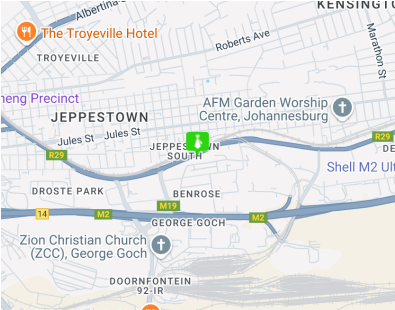 KENSINGTON
Albertina
The Troyeville Hotel
Roberts Ave
TROYEVILLE
Marathon St
neng Precinct
AFM Garden Worship
Centre, Johannesburg
JEPPESTOWN
Jules St
Jules St
R29
DE
JEPPESTOWN
SOUTH
R29
Shell M2 Ult
DROSTE PARK
BENROSE
M19
14
M2
M2
GEORGE GOCH
Zion Christian Church
(ZCC), George Goch
DOORNFONTEIN
92-IR